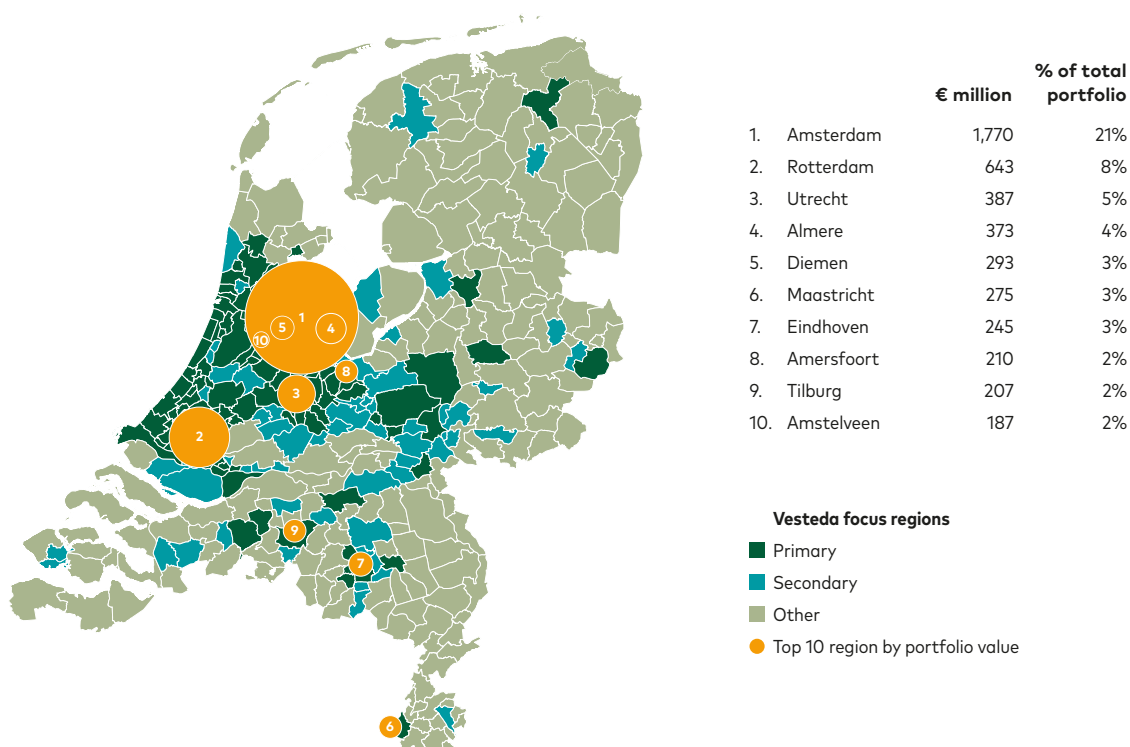 % of total
€ million portfolio
1. Amsterdam 1,770 21%
2. Rotterdam 643 8%
3. Utrecht 387 5%
4. Almere 373 4%
5. Diemen 293 3%
6. Maastricht 275 3%
7. Eindhoven 245 3%
8. Amersfoort 210 2%
9. Tilburg 207 2%
10. Amstelveen 187 2%
1
5
4
10
8
3
2
9
7
6
Vesteda focus regions
Primary
Secondary
Other
Top 10 region by portfolio value